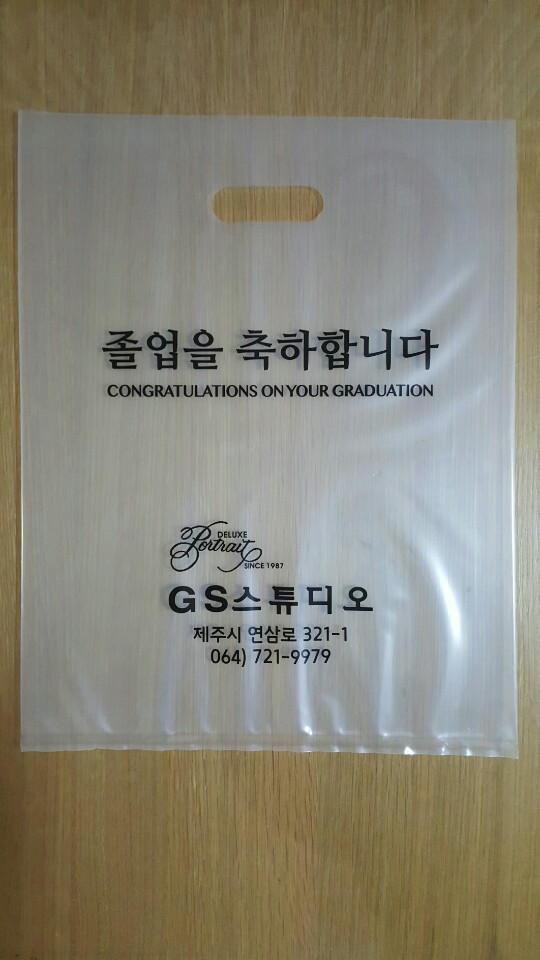 졸업을 축하합니다
CONGRATULATIONS ON YOUR GRADUATION
DELUXE
Portrait
SINCE 1987
GS스튜디오
제주시 연삼로 321-1
064) 721-9979